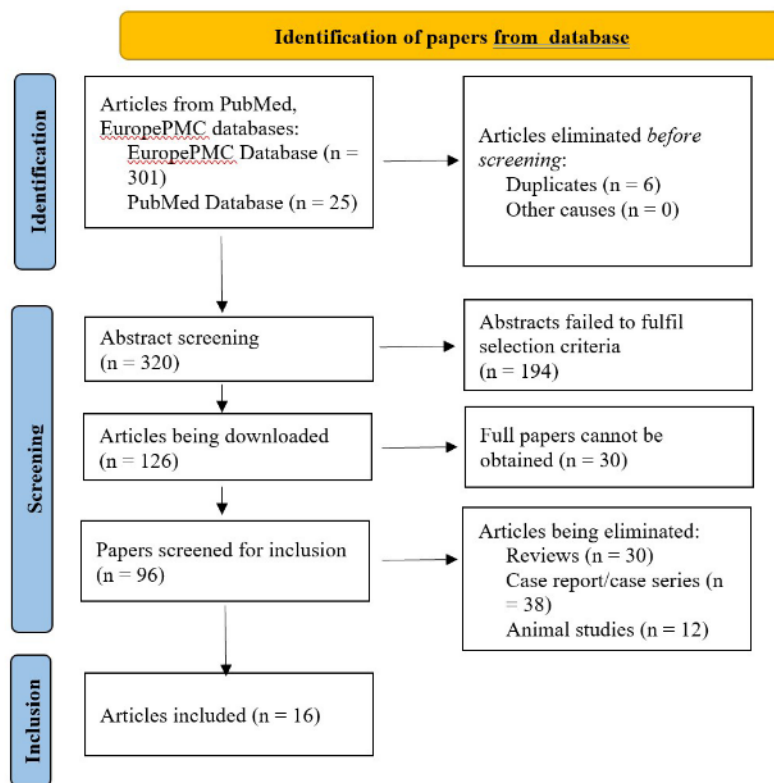 Identification of papers from database
Identification
Articles from PubMed,
EuropePMC databases:
EuropePMC Database (n =
301)
PubMed Database (n = 25)
Articles eliminated before
screening:
Duplicates (n = 6)
Other causes (n = 0)
Screening
Abstract screening
(n = 320)
Abstracts failed to fulfil
selection criteria
(n = 194)
Articles being downloaded
(n = 126)
Full papers cannot be
obtained (n = 30)
Papers screened for inclusion
(n = 96)
Articles being eliminated:
Reviews (n = 30)
Case report/case series (n
= 38)
Animal studies (n = 12)
Inclusion
Articles included (n = 16)